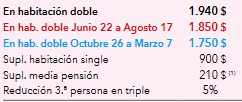 En habitación doble 1.940 $
En hab. doble Junio 22 a Agosto 17 1.850 $
En hab. doble Octubre 26 a Marzo 7 1.750 $
Supl. habitación single 900 $
Supl. media pensión 210 $ (1)
Reducción 3.ª persona en triple 5%